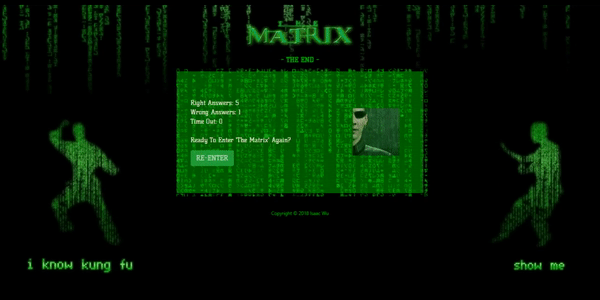 THE
MATRIX
- THE END -
Right Answers: 5
Wrong Answers: 1
Time Out: 0
Ready To Enter 'The Matrix' Again?
RE-ENTER
i know kung fu
show me